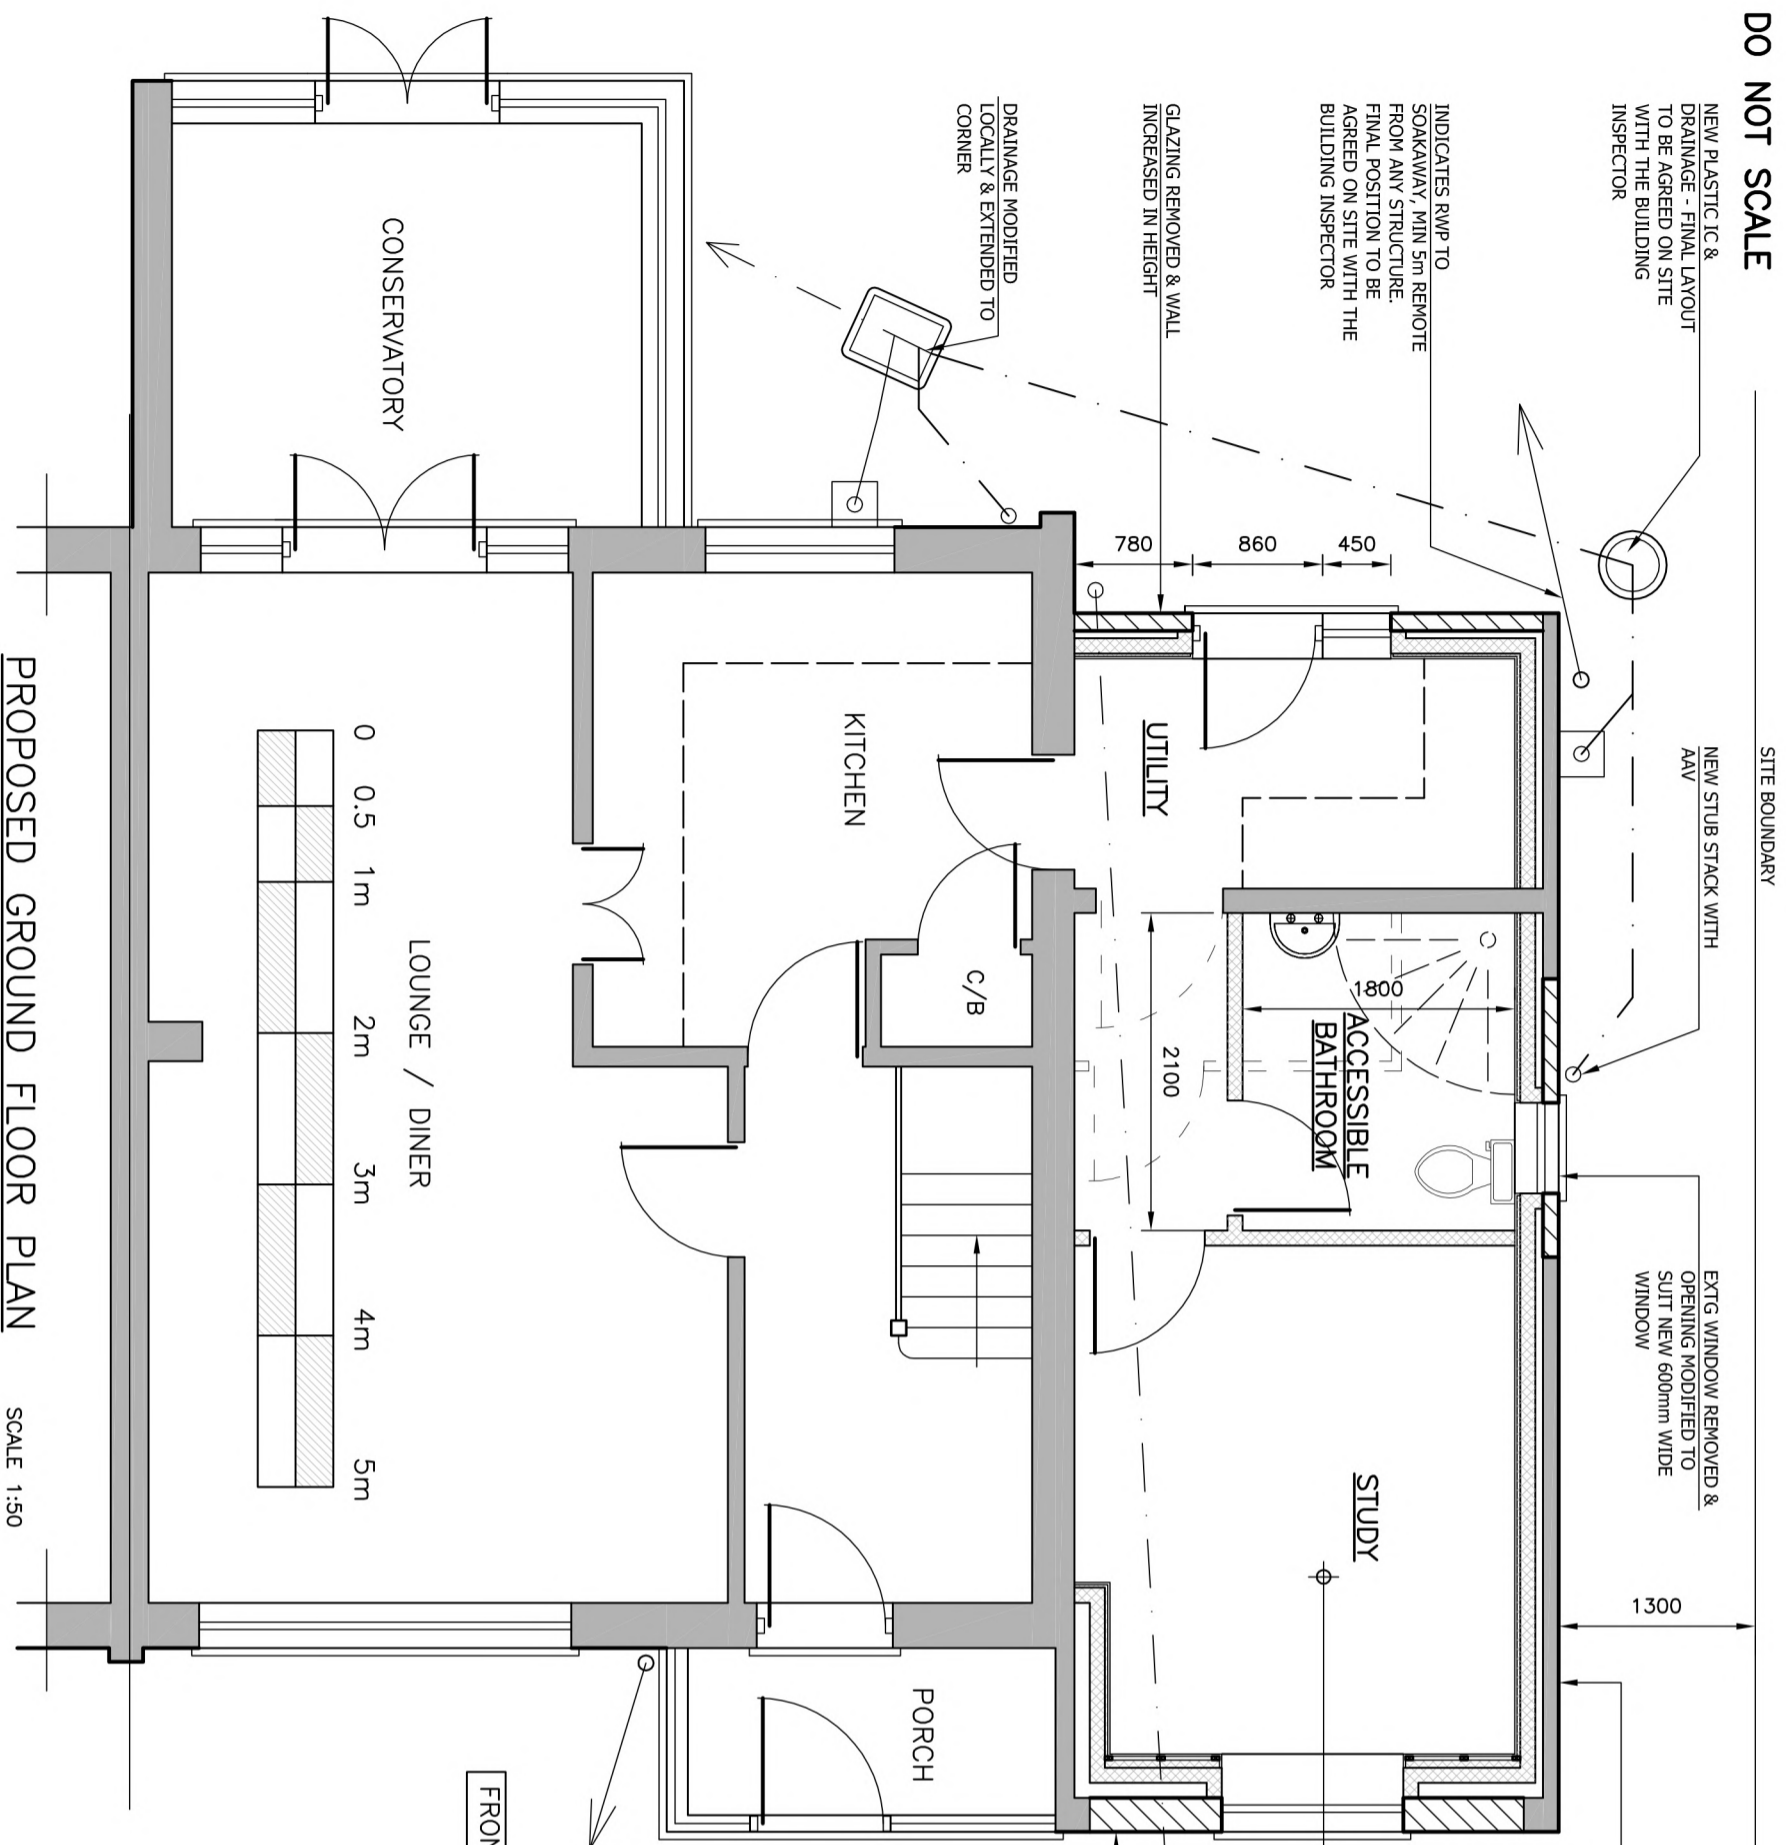 DO NOT SCALE
NEW PLASTIC IC &
DRAINAGE - FINAL LAYOUT
TO BE AGREED ON SITE
WITH THE BUILDING
INSPECTOR
INDICATES RWP TO
SOAKAWAY, MIN 5m REMOTE
FROM ANY STRUCTURE.
FINAL POSITION TO BE
AGREED ON SITE WITH THE
BUILDING INSPECTOR
GLAZING REMOVED & WALL
INCREASED IN HEIGHT
DRAINAGE MODIFIED
LOCALLY & EXTENDED TO
CORNER
CONSERVATORY
SITE BOUNDARY
NEW STUB STACK WITH
AAV
EXTG WINDOW REMOVED &
OPENING MODIFIED TO
SUIT NEW 600mm WIDE
WINDOW
1300
450
860
780
UTILITY
1800
ACCESSIBLE
BATHROOM
2100
STUDY
KITCHEN
C/B
PORCH
LOUNGE / DINER
0 0.5 1m 2m 3m 4m 5m
FRON
PROPOSED GROUND FLOOR PLAN
SCALE 1:50